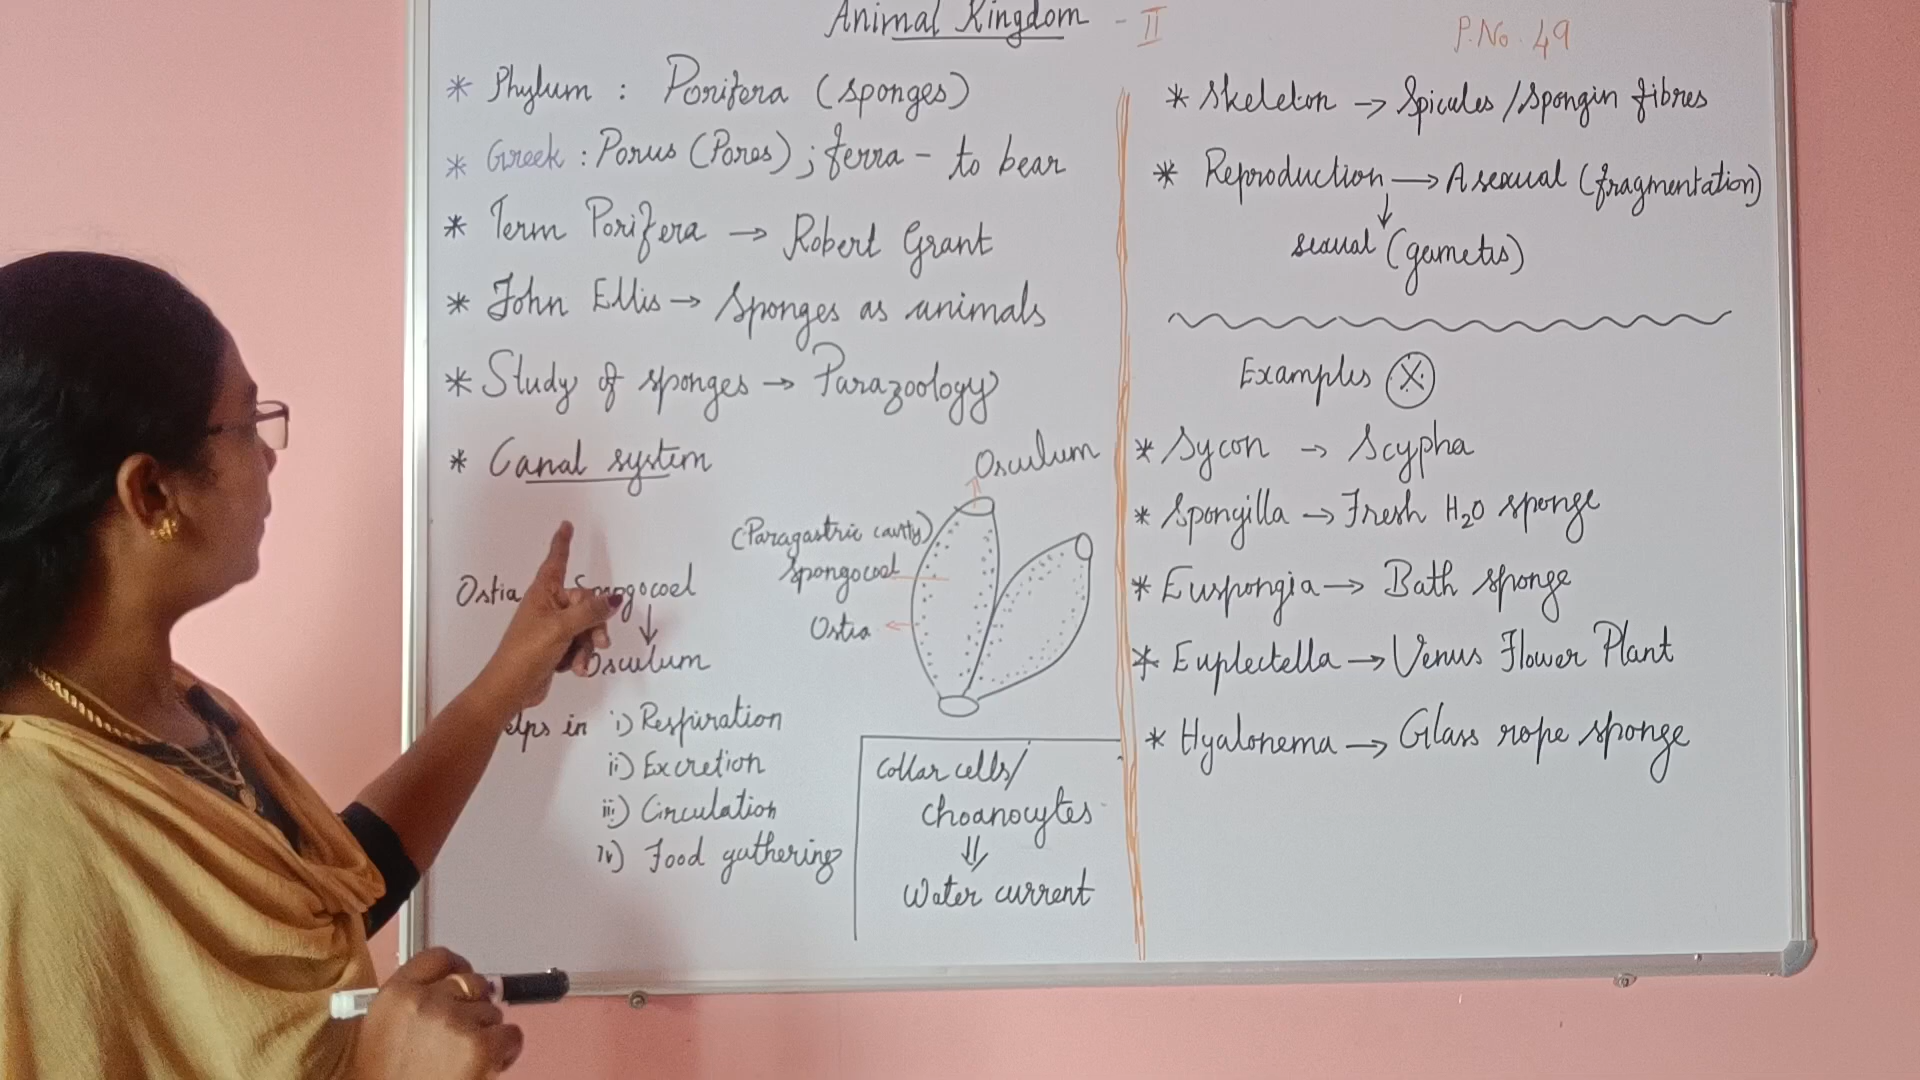 Animal Kingdom - II
P.No. 49
* Phylum : Porifera (sponges)
* Greek : Porus (Pores) ; ferra - to bear
* Term Porifera → Robert Grant
* John Ellis → Sponges as animals
* Study of sponges → Parazoology
* Canal system
Ostia Spongocoel
↓
Osculum
elps in i) Respiration
ii) Excretion
iii) Circulation
iv) Food gathering
Osculum
(Paragastric cavity)
Spongocoel
Ostia
Collar cells/
Choanocytes
⇓
Water current
* Skeleton → Spicules / Spongin fibres
* Reproduction → Asexual (fragmentation)
↓
sexual (gametes)
Examples
* Sycon → Scypha
* Spongilla → Fresh H₂O sponge
* Euspongia → Bath sponge
* Euplectella → Venus Flower Plant
* Hyalonema → Glass rope sponge